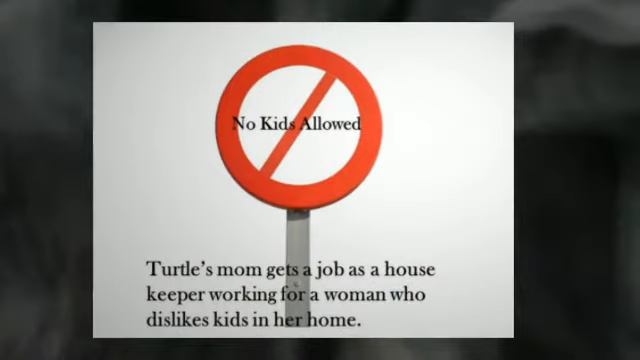 No Kids Allowed
Turtle's mom gets a job as a house
keeper working for a woman who
dislikes kids in her home.